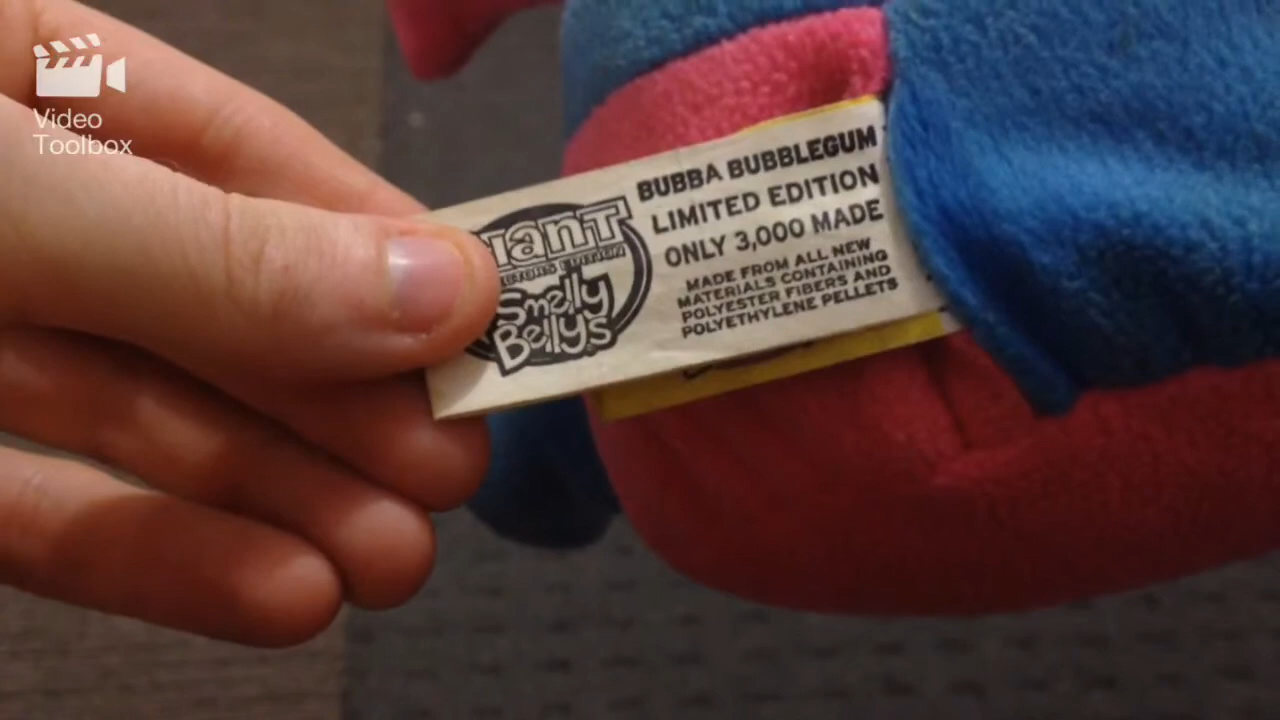 Video
Toolbox
BUBBA BUBBLEGUM
LIMITED EDITION
ONLY 3,000 MADE
MADE FROM ALL NEW
MATERIALS CONTAINING
POLYESTER FIBERS AND
POLYETHYLENE PELLETS
Smelly
Bellys